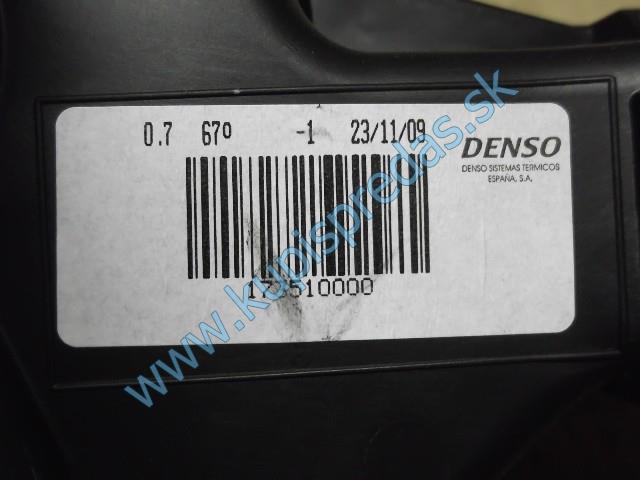 0.7 67º -1 23/11/09
DENSO
DENSO SISTEMAS TERMICOS
ESPAÑA, S.A.
www.kupispredas.sk